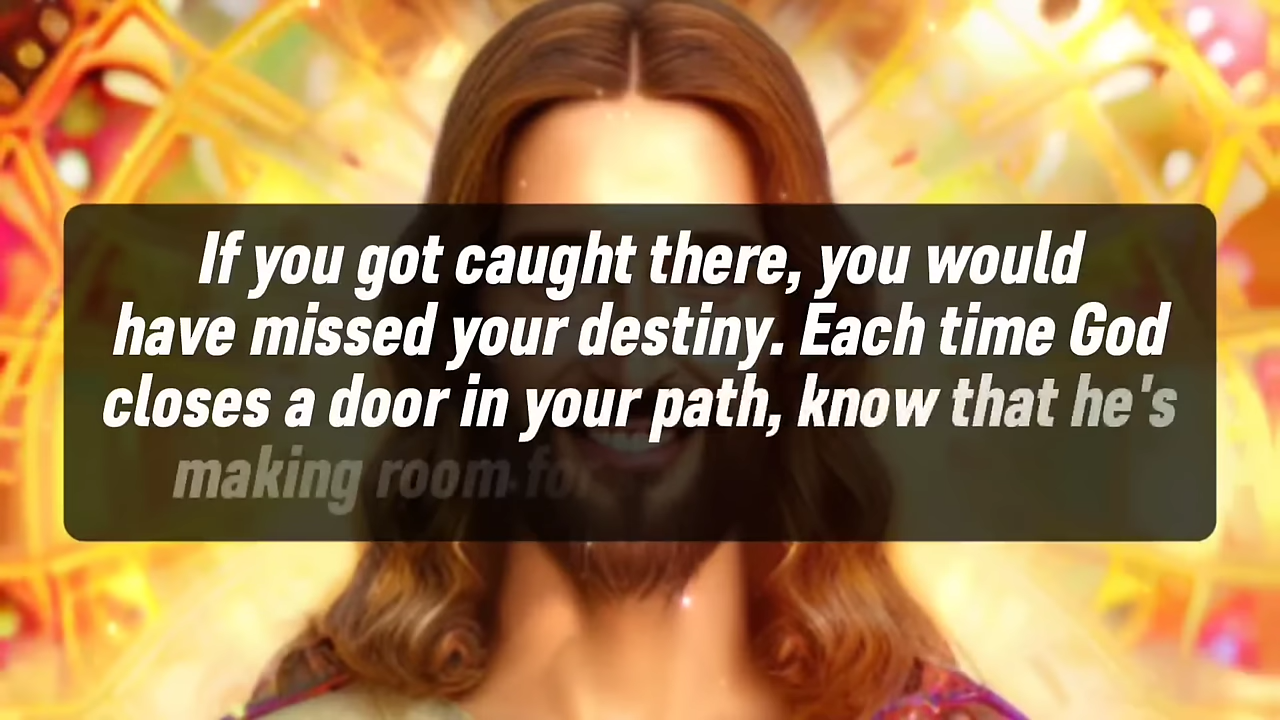 If you got caught there, you would
have missed your destiny. Each time God
closes a door in your path, know that he's
making room for